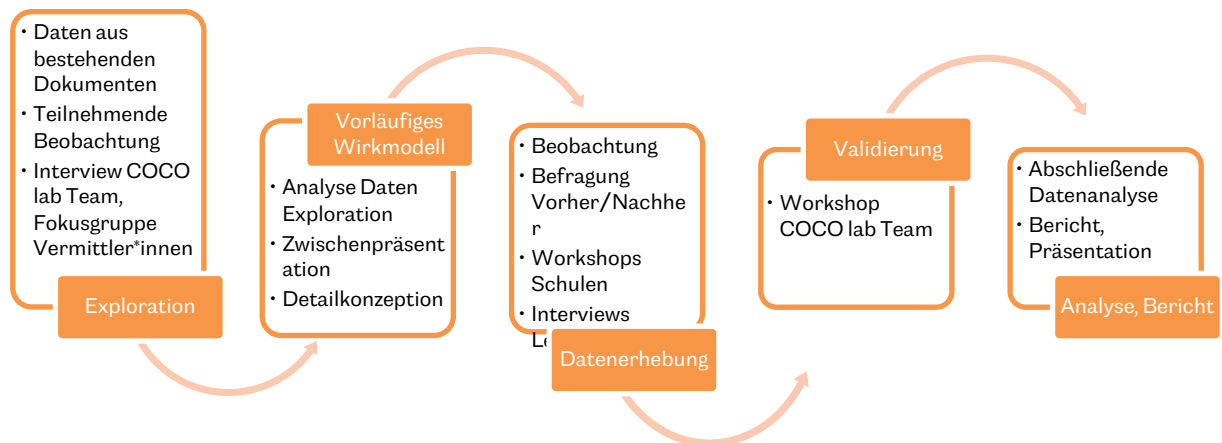 · Daten aus
bestehenden
Dokumenten
· Teilnehmende
Beobachtung
· Interview COCO
lab Team,
Fokusgruppe
Vermittler*innen
Exploration
Vorläufiges
Wirkmodell
· Analyse Daten
Exploration
· Zwischenpräsent
ation
· Detailkonzeption
· Beobachtung
· Befragung
Vorher/Nachhe
r
· Workshops
Schulen
· Interviews
Datenerhebung
Validierung
· Workshop
COCO lab Team
· Abschließende
Datenanalyse
· Bericht,
Präsentation
Analyse, Bericht